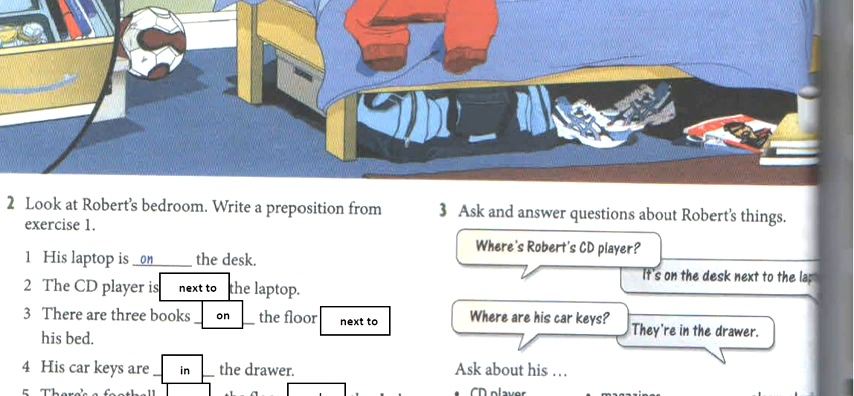 2 Look at Robert's bedroom. Write a preposition from
exercise 1.
1 His laptop is on the desk.
2 The CD player is next to the laptop.
3 There are three books on the floor next to
his bed.
4 His car keys are in the drawer.
5 There's a football
3 Ask and answer questions about Robert's things.
Where's Robert's CD player?
It's on the desk next to the
Where are his car keys?
They're in the drawer.
Ask about his ...
• CD player • magazines